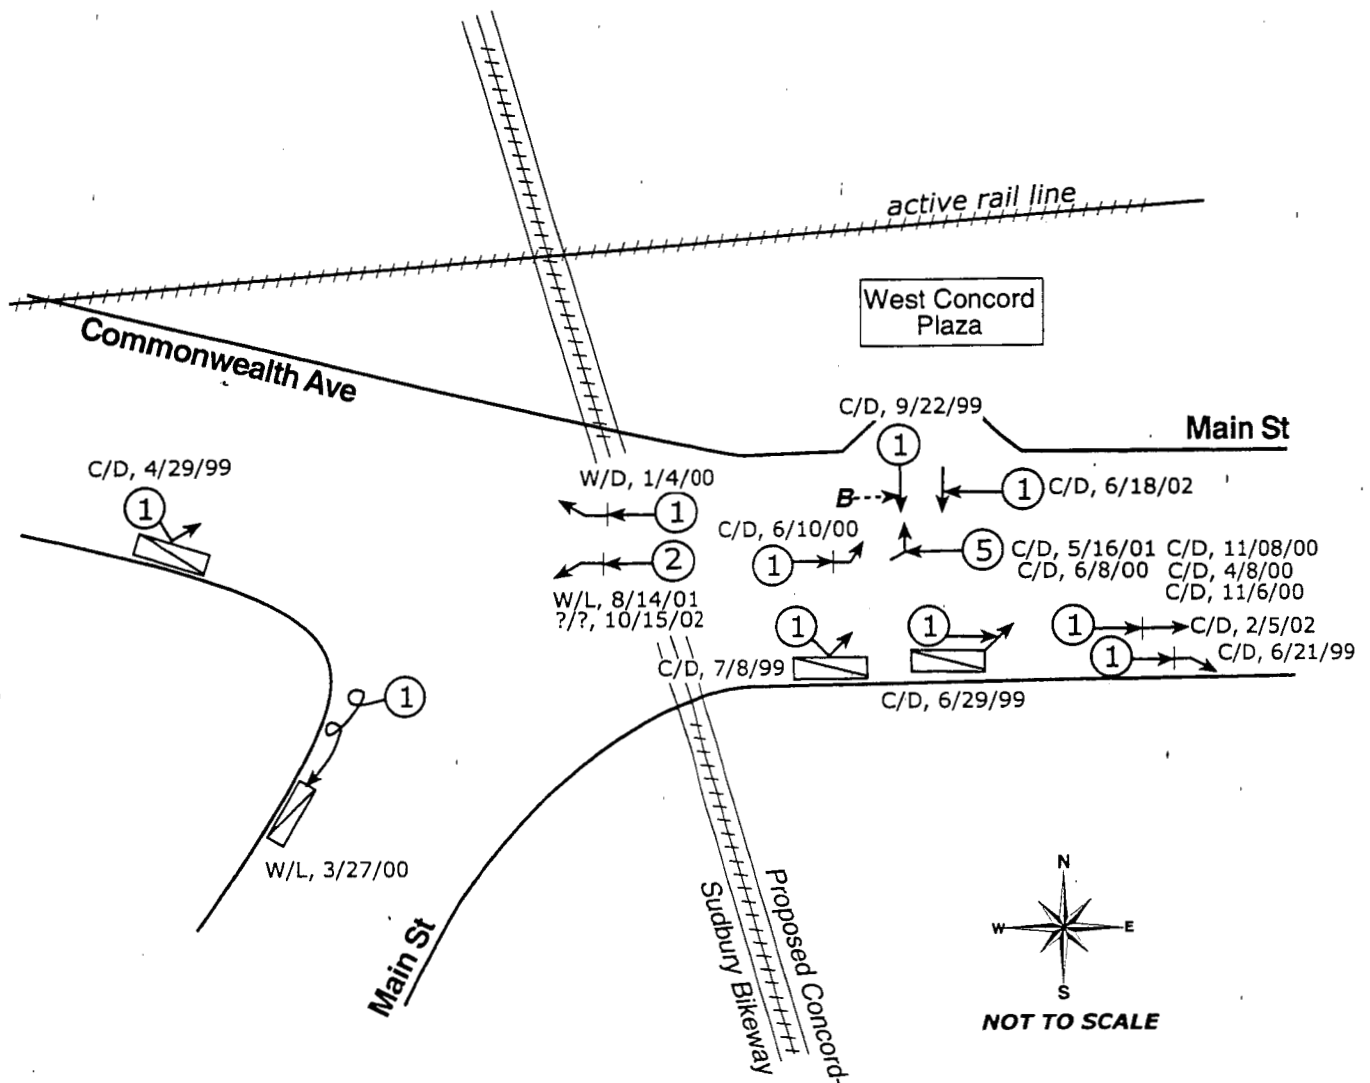 active rail line
West Concord
Plaza
Commonwealth Ave
C/D, 9/22/99
1
Main St
C/D, 4/29/99
1
W/D, 1/4/00
1
B
1
C/D, 6/18/02
C/D, 6/10/00
1
2
5
C/D, 5/16/01 C/D, 11/08/00
C/D, 6/8/00 C/D, 4/8/00
C/D, 11/6/00
W/L, 8/14/01
?/?, 10/15/02
1
1
1
C/D, 2/5/02
1
C/D, 6/21/99
C/D, 7/8/99
C/D, 6/29/99
1
W/L, 3/27/00
Main St
Proposed Concord-
Sudbury Bikeway
N
W E
S
NOT TO SCALE